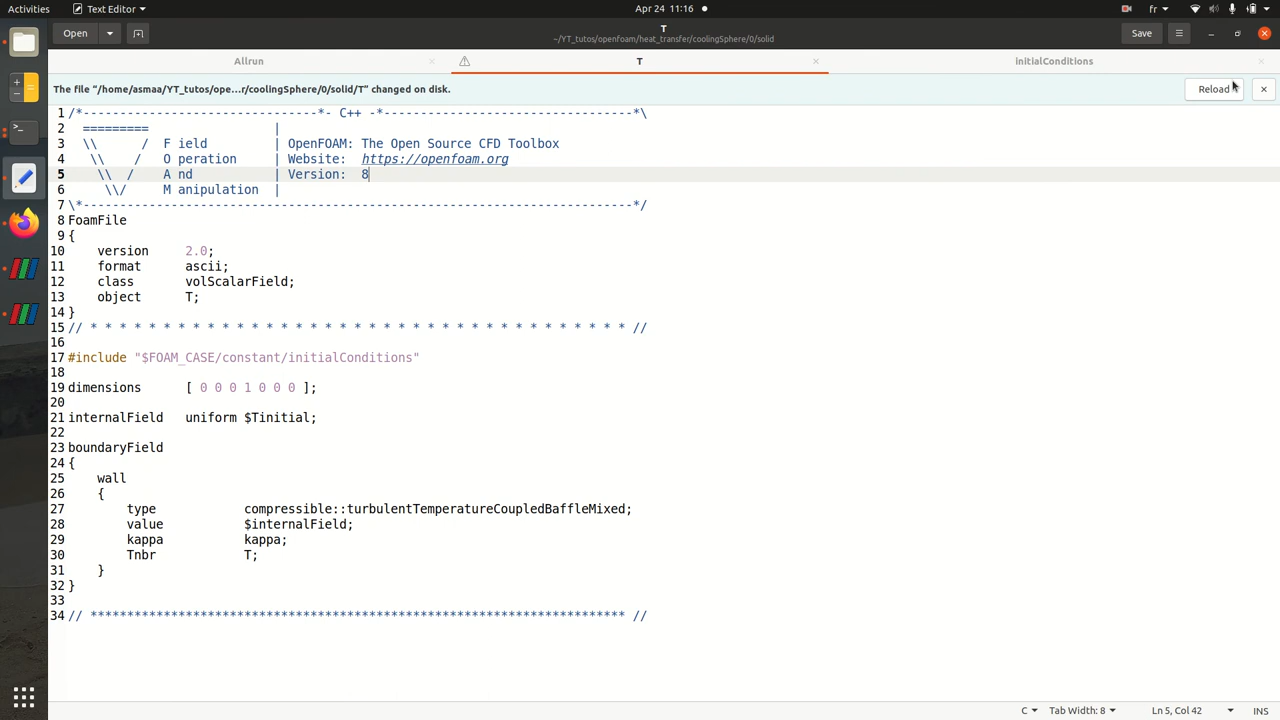 Activities Text Editor Apr 24 11:16 fr
Open T Save
~/YT_tutos/openfoam/heat_transfer/coolingSphere/0/solid
Allrun T initialConditions
The file “/home/asmaa/YT_tutos/ope…r/coolingSphere/0/solid/T” changed on disk. Reload
1 /*--------------------------------*- C++ -*----------------------------------*\
2   =========                 |
3   \\      /  F ield         | OpenFOAM: The Open Source CFD Toolbox
4    \\    /   O peration     | Website:  https://openfoam.org
5     \\  /    A nd           | Version:  8
6      \\/     M anipulation  |
7 \*---------------------------------------------------------------------------*/
8 FoamFile
9 {
10     version     2.0;
11     format      ascii;
12     class       volScalarField;
13     object      T;
14 }
15 // * * * * * * * * * * * * * * * * * * * * * * * * * * * * * * * * * * * * * //
16
17 #include "$FOAM_CASE/constant/initialConditions"
18
19 dimensions      [ 0 0 0 1 0 0 0 ];
20
21 internalField   uniform $Tinitial;
22
23 boundaryField
24 {
25     wall
26     {
27         type            compressible::turbulentTemperatureCoupledBaffleMixed;
28         value           $internalField;
29         kappa           kappa;
30         Tnbr            T;
31     }
32 }
33
34 // ************************************************************************* //
C Tab Width: 8 Ln 5, Col 42 INS